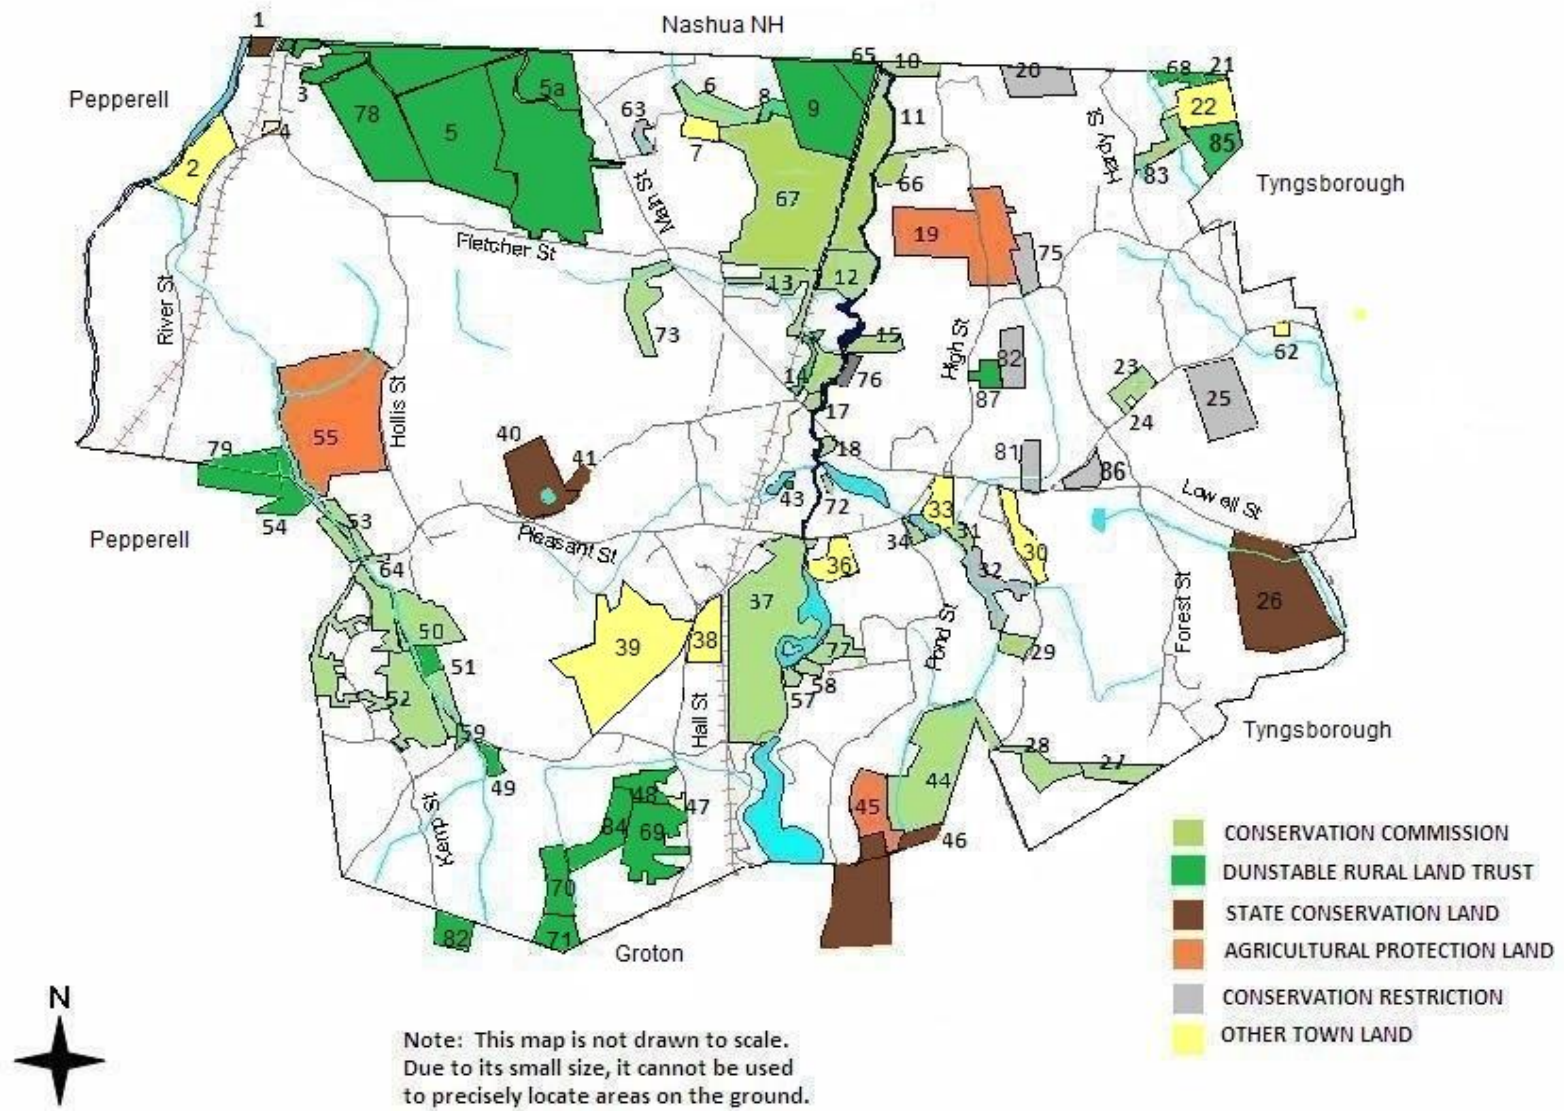 Nashua NH
1
65
10
20
68
21
Pepperell
3
78
5
5a
63
6
8
9
11
22
4
7
85
Hardy St
2
66
83
Tyngsborough
Main St
67
19
75
Fletcher St
13
12
River St
73
15
62
High St
82
14
76
87
23
25
17
24
Hollis St
55
40
41
18
81
86
79
43
72
Lowell St
54
53
33
Pepperell
Pleasant St
34
31
30
64
36
32
26
37
Forest St
50
39
38
Pond St
77
29
51
58
52
57
Hall St
59
Tyngsborough
28
27
49
44
48
47
45
Kemp St
84
69
46
70
82
71
Groton
CONSERVATION COMMISSION
DUNSTABLE RURAL LAND TRUST
STATE CONSERVATION LAND
AGRICULTURAL PROTECTION LAND
CONSERVATION RESTRICTION
OTHER TOWN LAND
N
Note: This map is not drawn to scale.
Due to its small size, it cannot be used
to precisely locate areas on the ground.